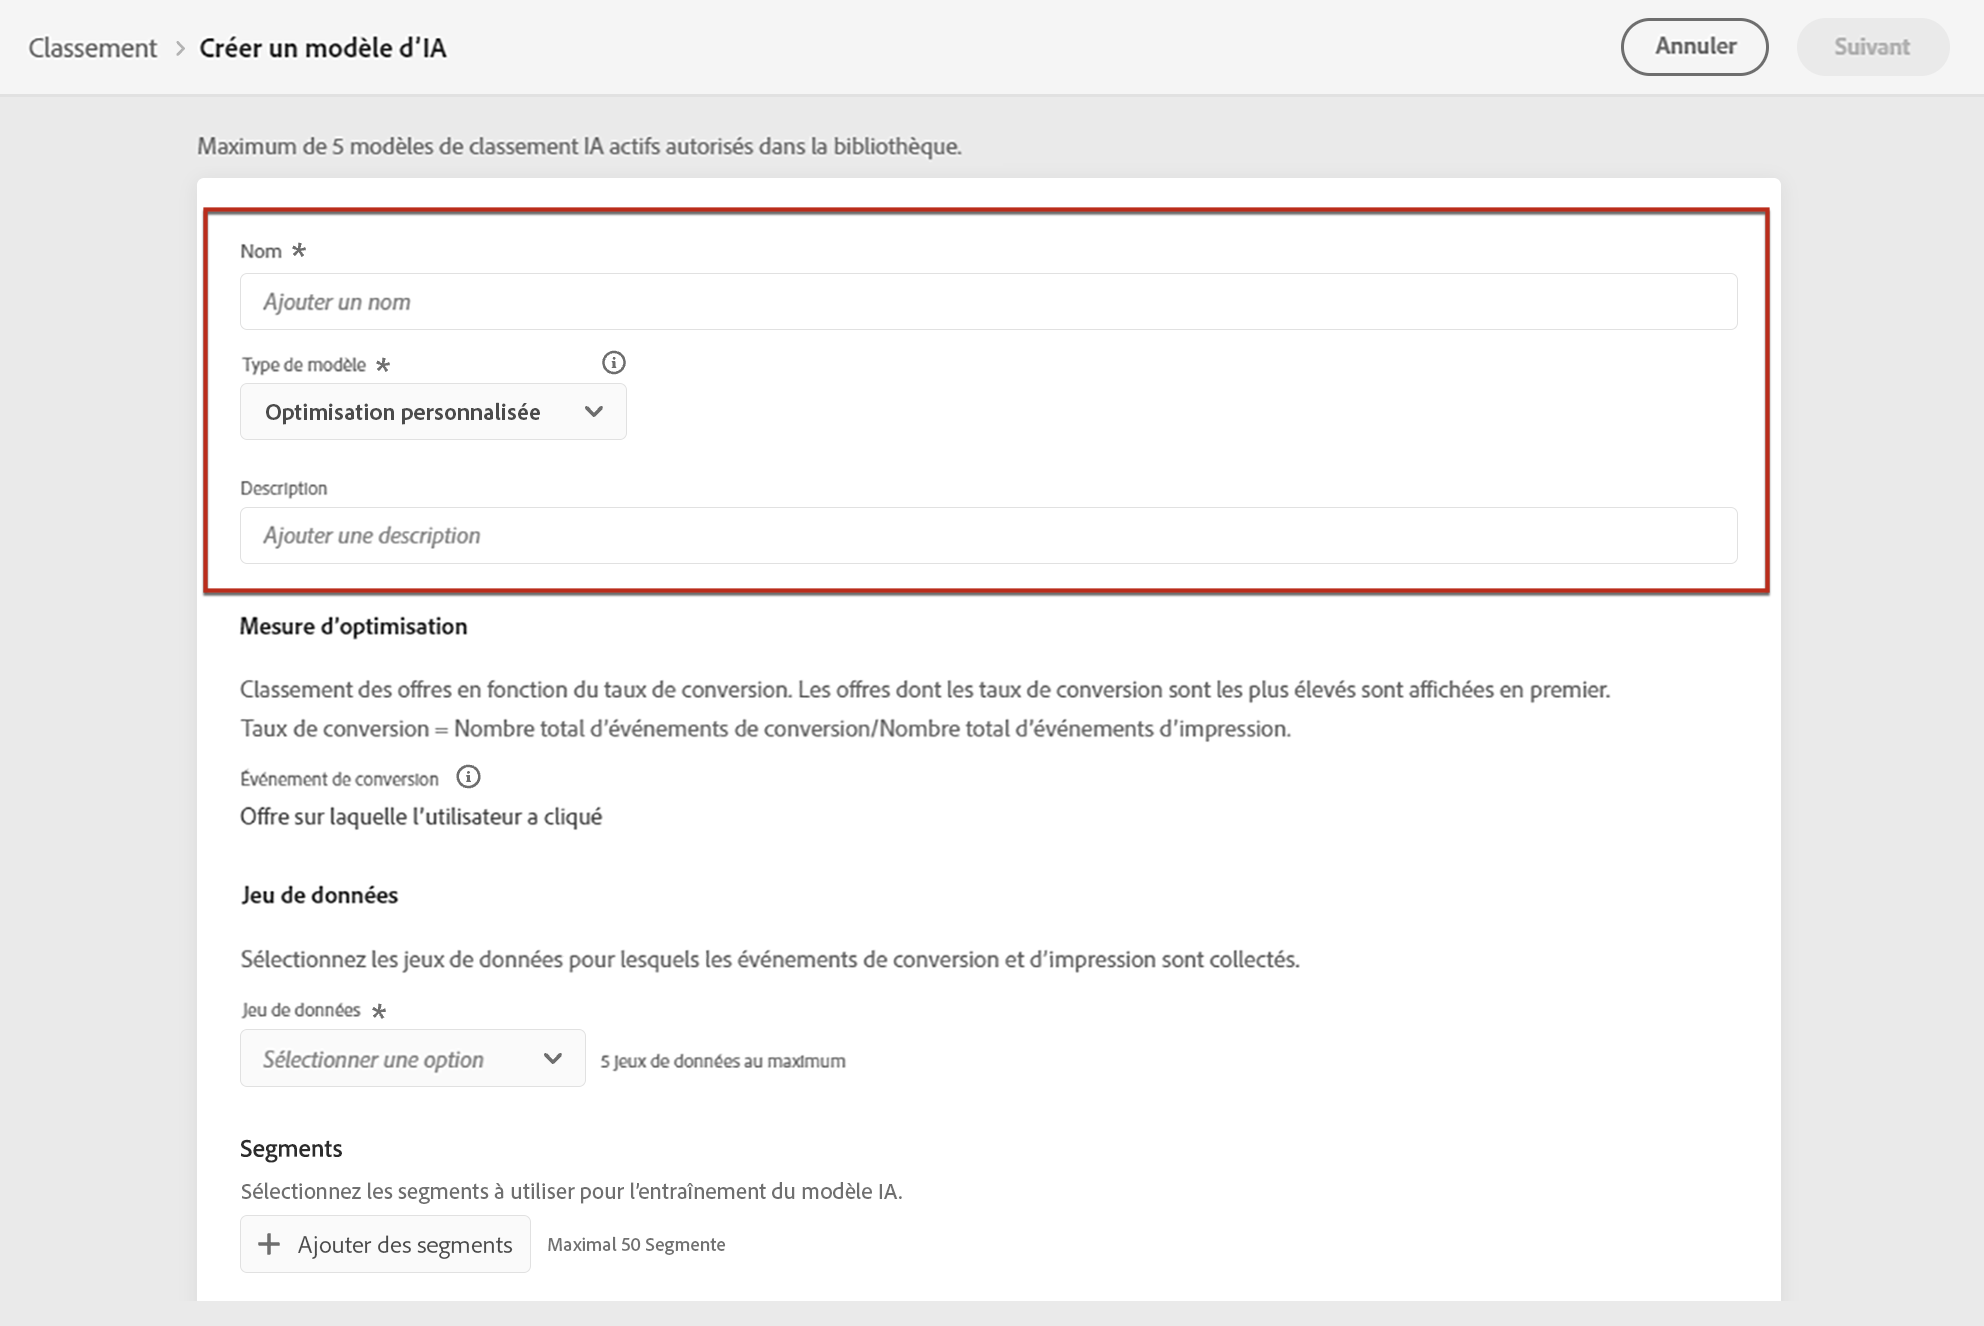 Classement > Créer un modèle d’IA
Annuler
Suivant
Maximum de 5 modèles de classement IA actifs autorisés dans la bibliothèque.
Nom *
Ajouter un nom
Type de modèle *
Optimisation personnalisée
Description
Ajouter une description
Mesure d’optimisation
Classement des offres en fonction du taux de conversion. Les offres dont les taux de conversion sont les plus élevés sont affichées en premier.
Taux de conversion = Nombre total d’événements de conversion/Nombre total d’événements d’impression.
Événement de conversion
Offre sur laquelle l’utilisateur a cliqué
Jeu de données
Sélectionnez les jeux de données pour lesquels les événements de conversion et d’impression sont collectés.
Jeu de données *
Sélectionner une option
5 jeux de données au maximum
Segments
Sélectionnez les segments à utiliser pour l’entraînement du modèle IA.
+ Ajouter des segments
Maximal 50 Segmente